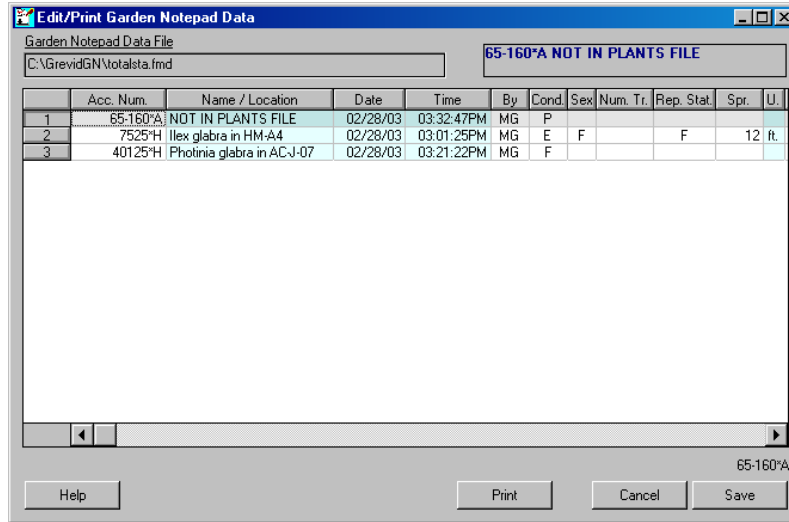 Edit/Print Garden Notepad Data
Garden Notepad Data File
C:\GrevidGN\totalsta.fmd
65-160*A NOT IN PLANTS FILE
Acc. Num. Name / Location Date Time By Cond. Sex Num. Tr. Rep. Stat. Spr. U.
1 65-160*A NOT IN PLANTS FILE 02/28/03 03:32:47PM MG P
2 7525*H Ilex glabra in HM-A4 02/28/03 03:01:25PM MG E F F 12 ft.
3 40125*H Photinia glabra in AC-J-07 02/28/03 03:21:22PM MG F
65-160*A
Help Print Cancel Save